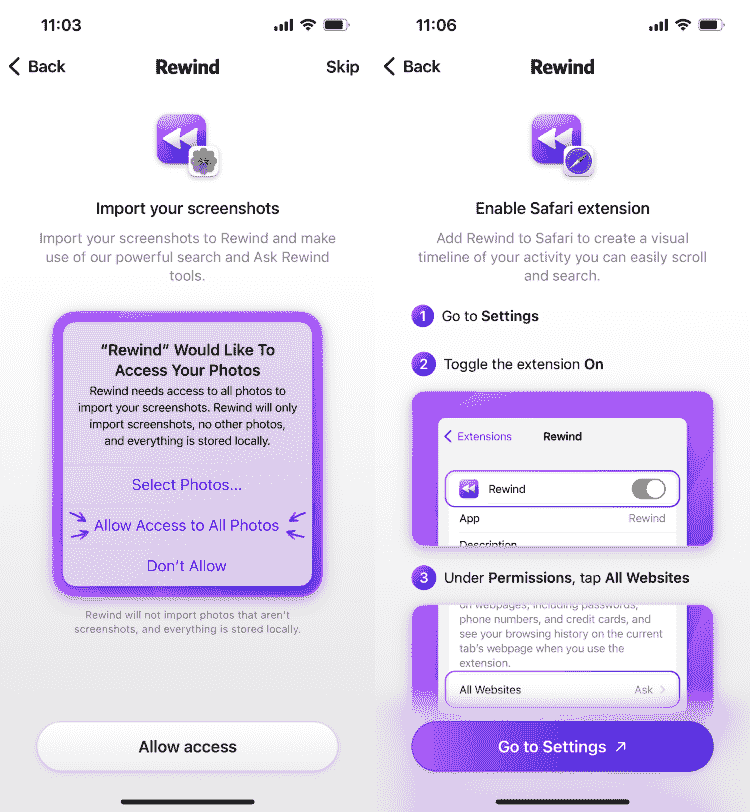 11:03
Back
Rewind
Skip
Import your screenshots
Import your screenshots to Rewind and make
use of our powerful search and Ask Rewind
tools.
“Rewind” Would Like To
Access Your Photos
Rewind needs access to all photos to
import your screenshots. Rewind will only
import screenshots, no other photos,
and everything is stored locally.
Select Photos...
Allow Access to All Photos
Don’t Allow
Rewind will not import photos that aren’t
screenshots, and everything is stored locally.
Allow access
11:06
Back
Rewind
Enable Safari extension
Add Rewind to Safari to create a visual
timeline of your activity you can easily scroll
and search.
1 Go to Settings
2 Toggle the extension On
Extensions
Rewind
Rewind
App
Rewind
Description
3 Under Permissions, tap All Websites
on webpages, including passwords,
phone numbers, and credit cards, and
see your browsing history on the current
tab’s webpage when you use the
extension.
All Websites
Ask
Go to Settings